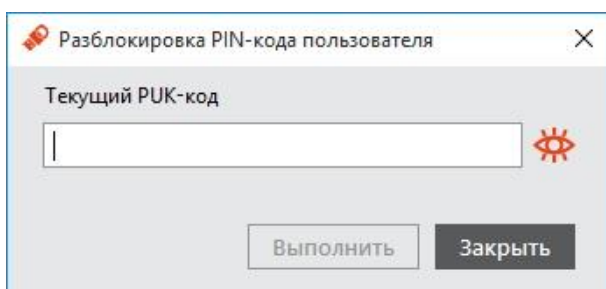 Разблокировка PIN-кода пользователя
Текущий PUK-код
Выполнить Закрыть